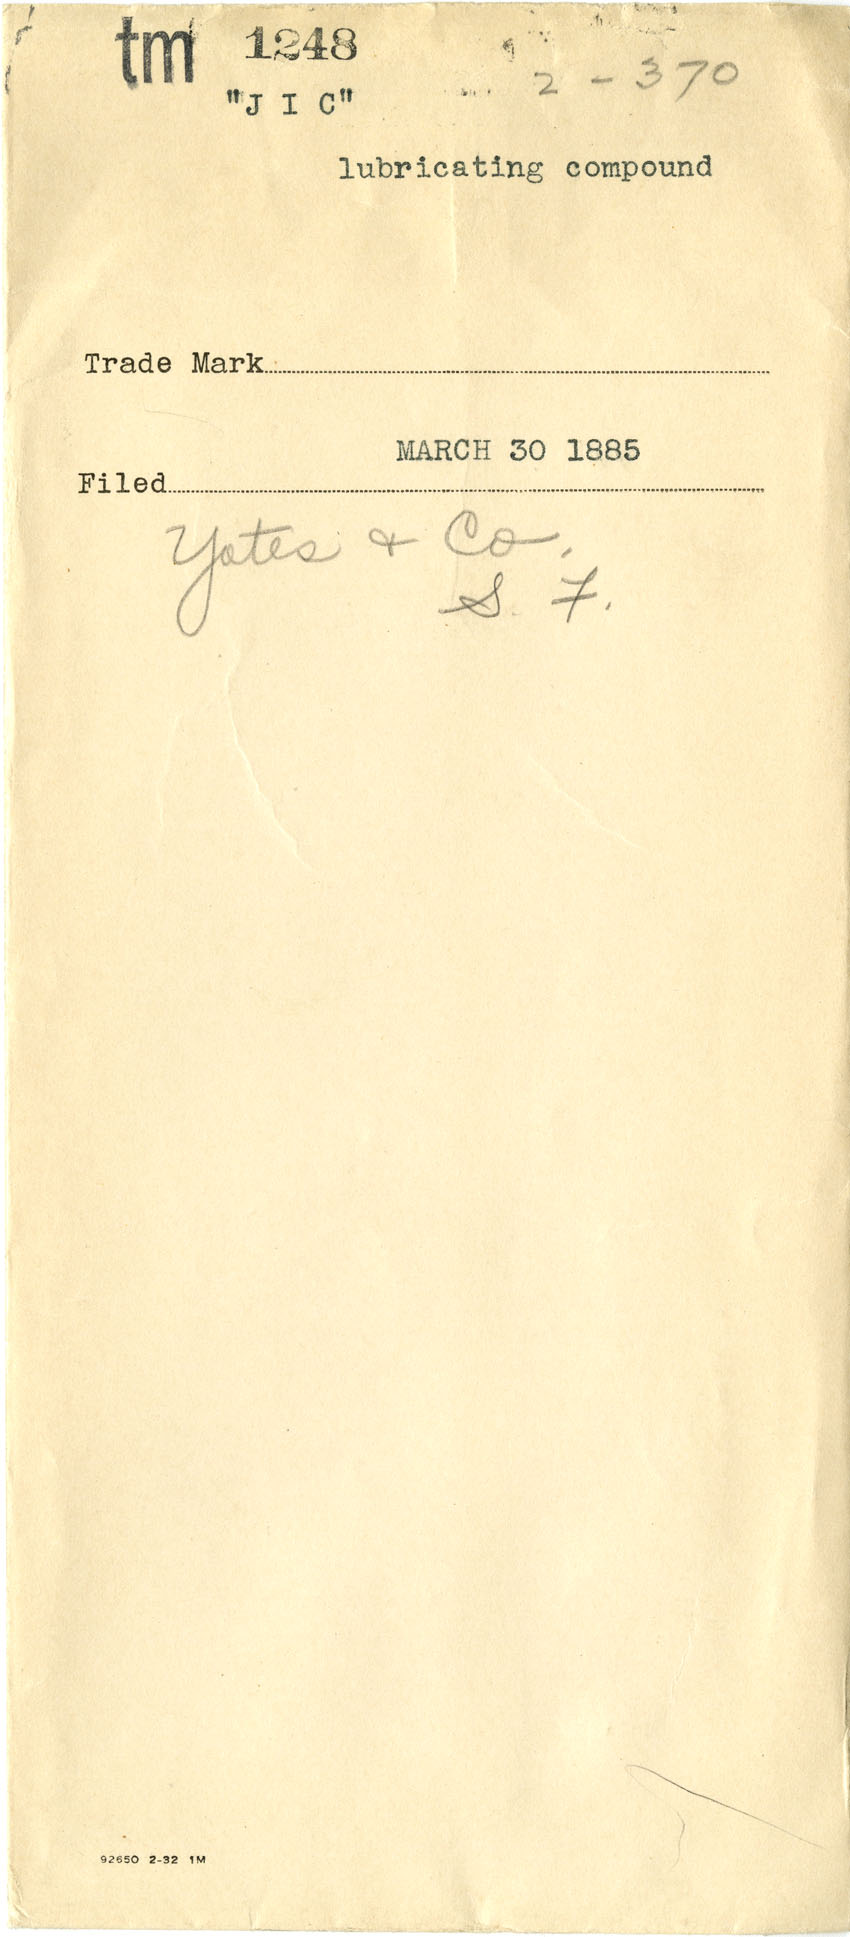 tm 1248
2-370
"J I C"
lubricating compound
Trade Mark
MARCH 30 1885
Filed
Yates & Co.
S. F.
92650 2-32 1M